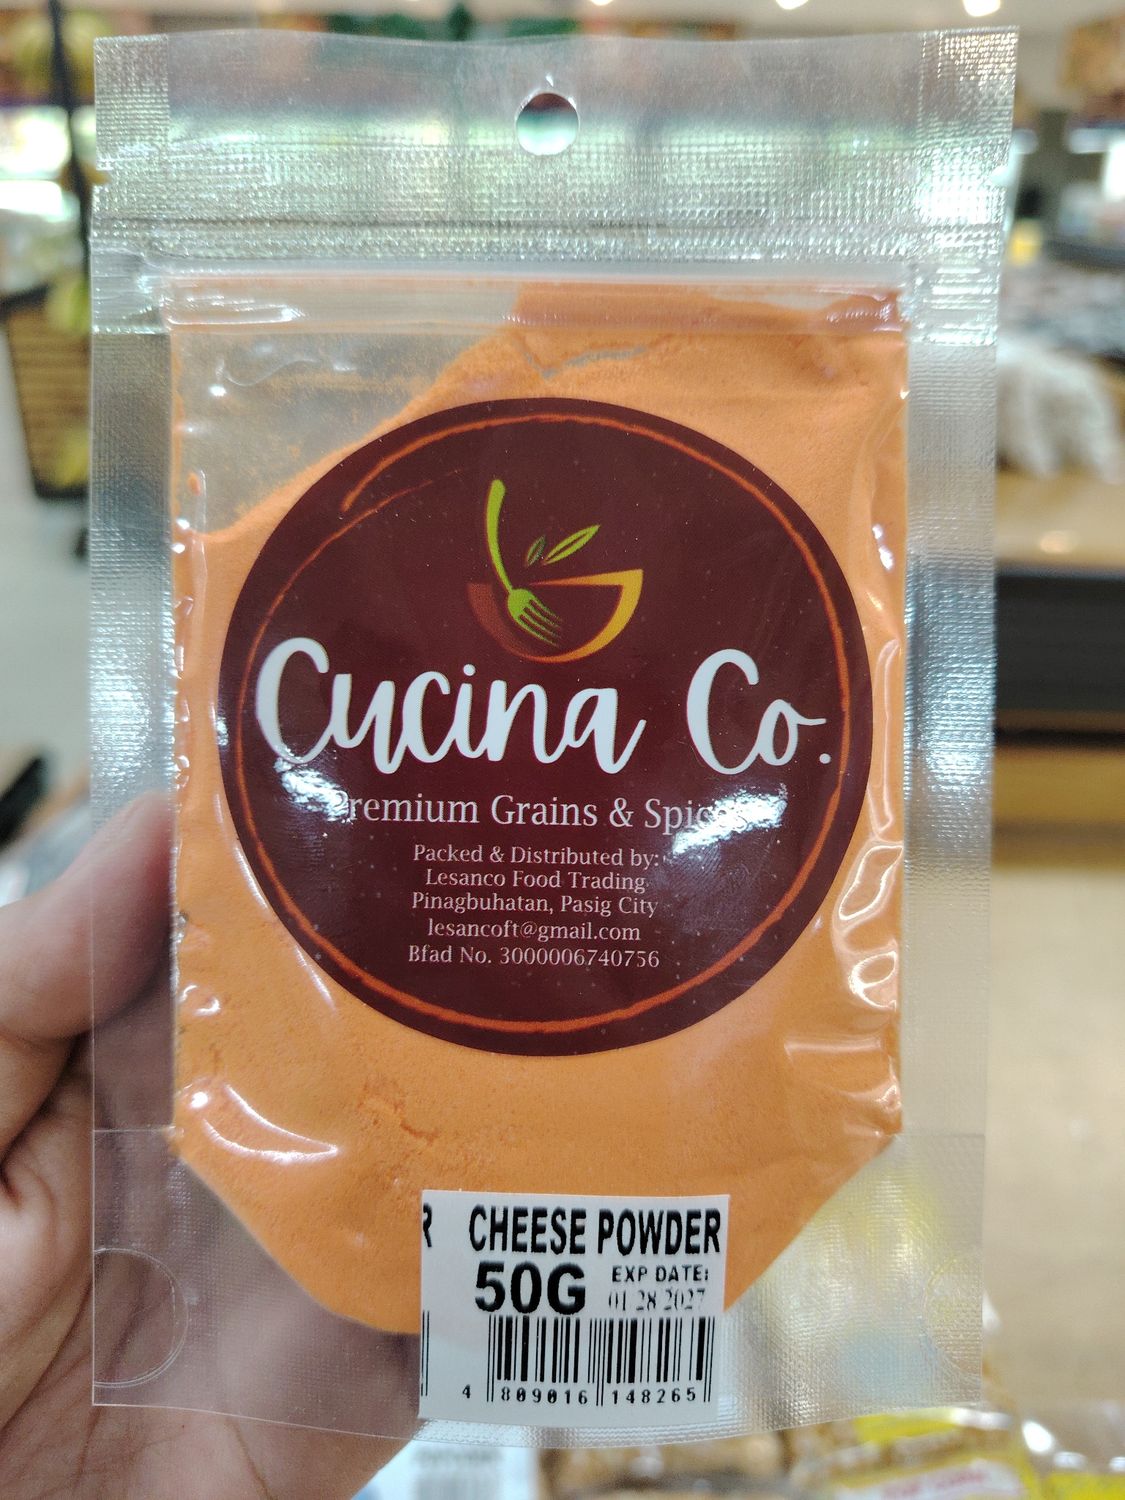 Cucina Co.
Premium Grains &
Packed & Distributed by:
Lesanco Food Trading
Pinagbuhatan, Pasig City
lesancoft@gmail.com
Bfad No. 3000006740756
R CHEESE POWDER
50G EXP DATE:
01 28 2027
4 809016 148265